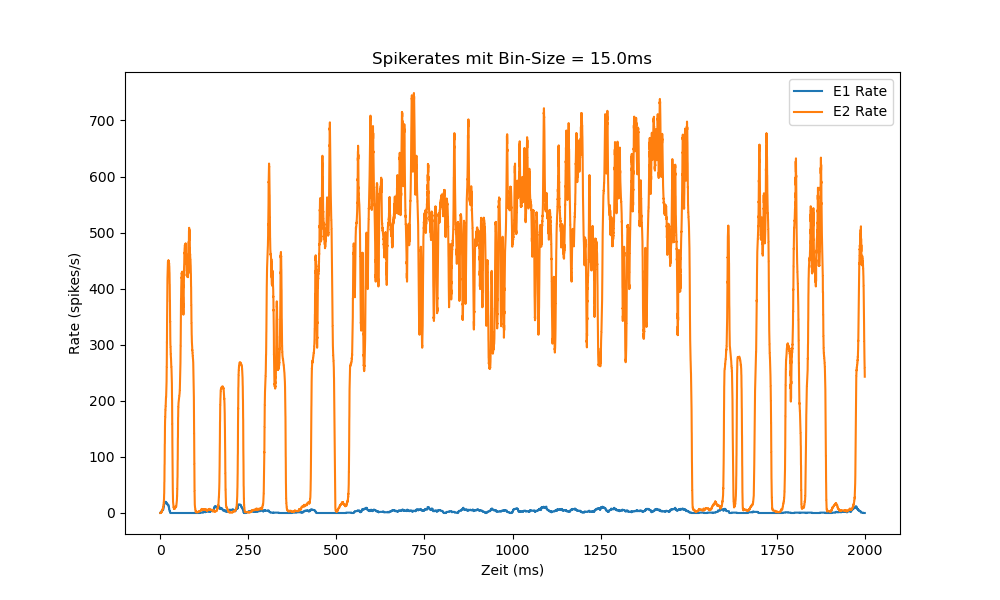 Spikerates mit Bin-Size = 15.0ms
E1 Rate
E2 Rate
Rate (spikes/s)
700
600
500
400
300
200
100
0
0 250 500 750 1000 1250 1500 1750 2000
Zeit (ms)